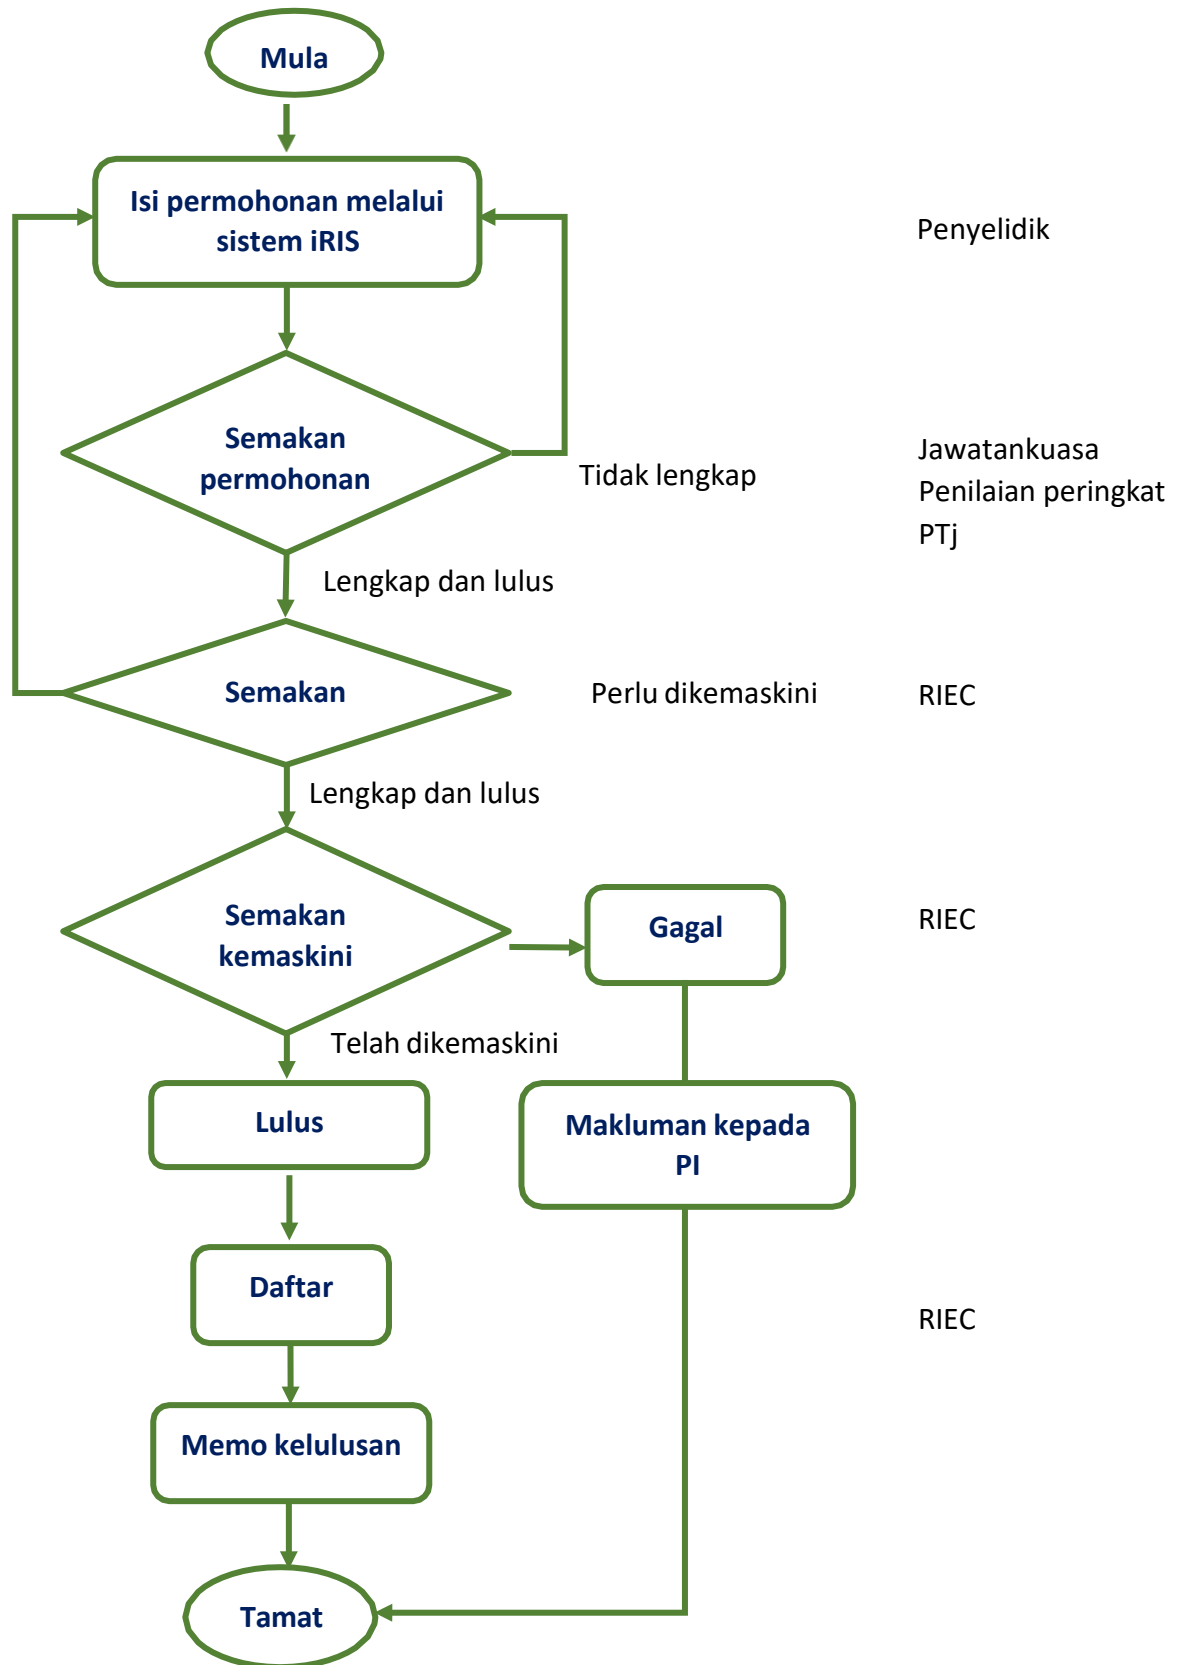 Mula
Isi permohonan melalui
sistem iRIS
Penyelidik
Semakan
permohonan
Tidak lengkap
Jawatankuasa
Penilaian peringkat
PTj
Lengkap dan lulus
Semakan
Perlu dikemaskini
RIEC
Lengkap dan lulus
Semakan
kemaskini
Gagal
RIEC
Telah dikemaskini
Lulus
Makluman kepada
PI
Daftar
RIEC
Memo kelulusan
Tamat